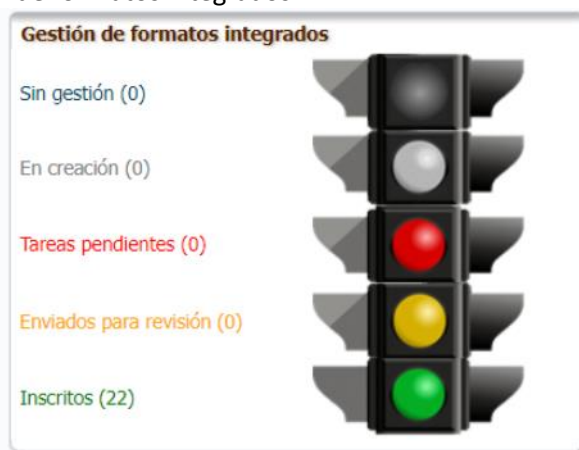 Gestión de formatos integrados
Sin gestión (0)
En creación (0)
Tareas pendientes (0)
Enviados para revisión (0)
Inscritos (22)